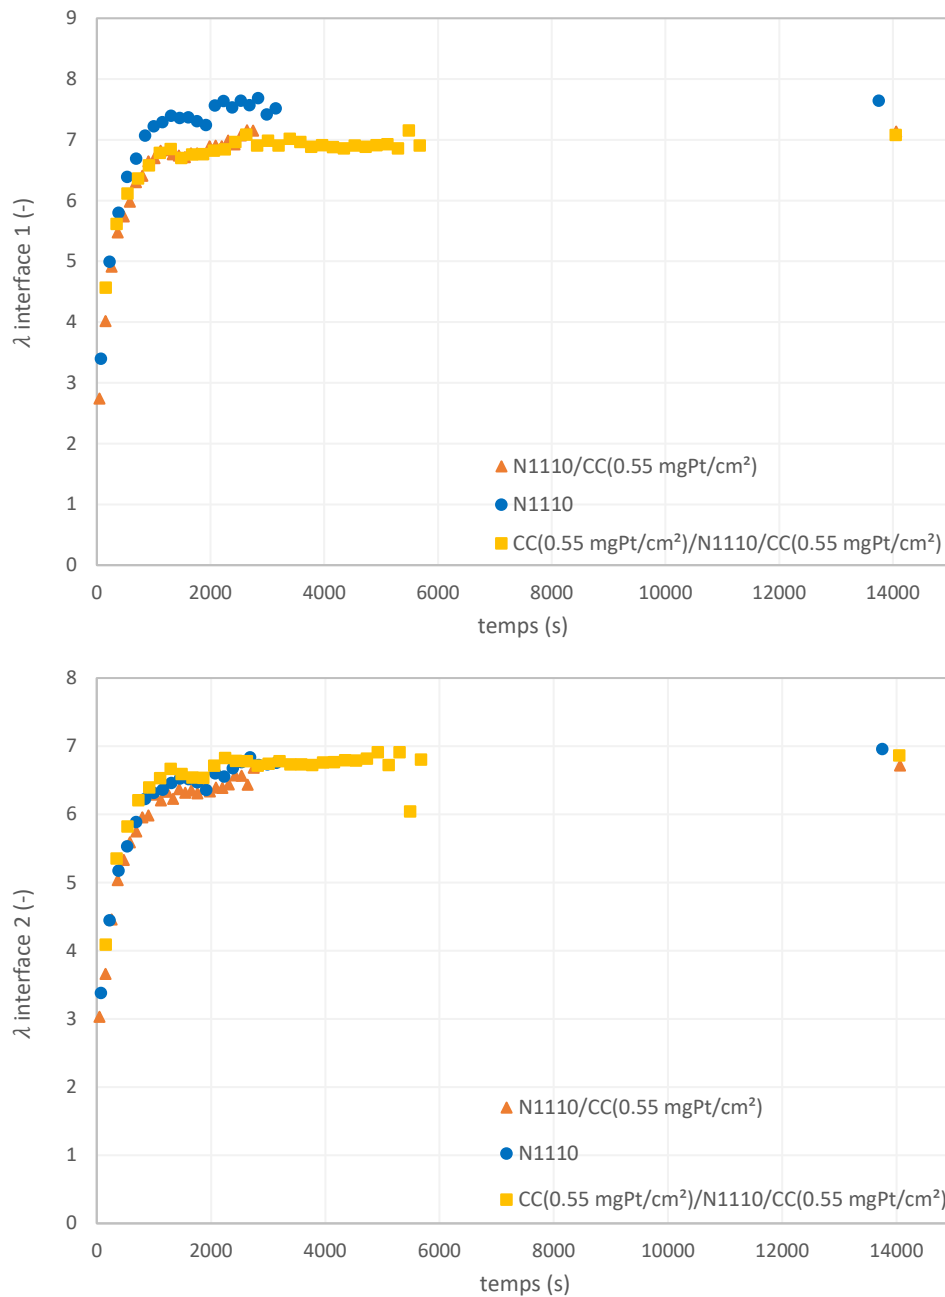 9
8
7
6
5
4
3
2
1
0
λ interface 1 (-)
N1110/CC(0.55 mgPt/cm²)
N1110
CC(0.55 mgPt/cm²)/N1110/CC(0.55 mgPt/cm²)
0 2000 4000 6000 8000 10000 12000 14000
temps (s)
8
7
6
5
4
3
2
1
0
λ interface 2 (-)
N1110/CC(0.55 mgPt/cm²)
N1110
CC(0.55 mgPt/cm²)/N1110/CC(0.55 mgPt/cm²)
0 2000 4000 6000 8000 10000 12000 14000
temps (s)